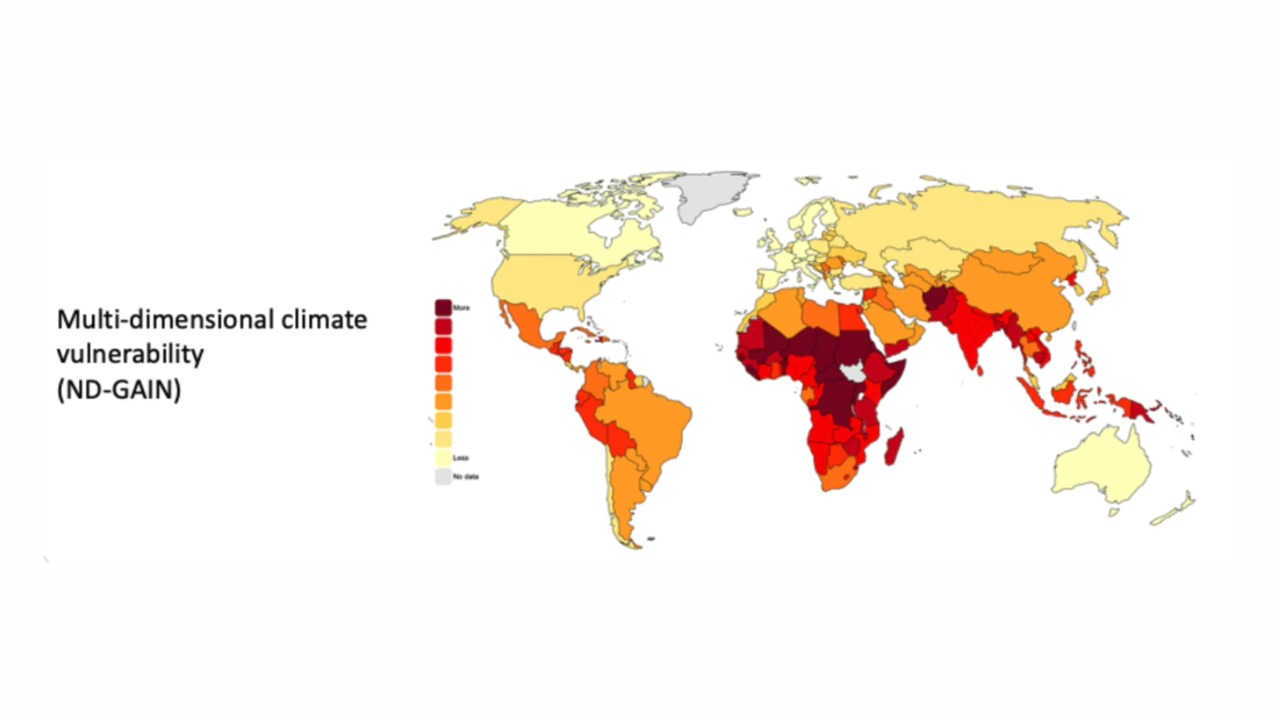 Multi-dimensional climate
vulnerability
(ND-GAIN)
More
Less
No data